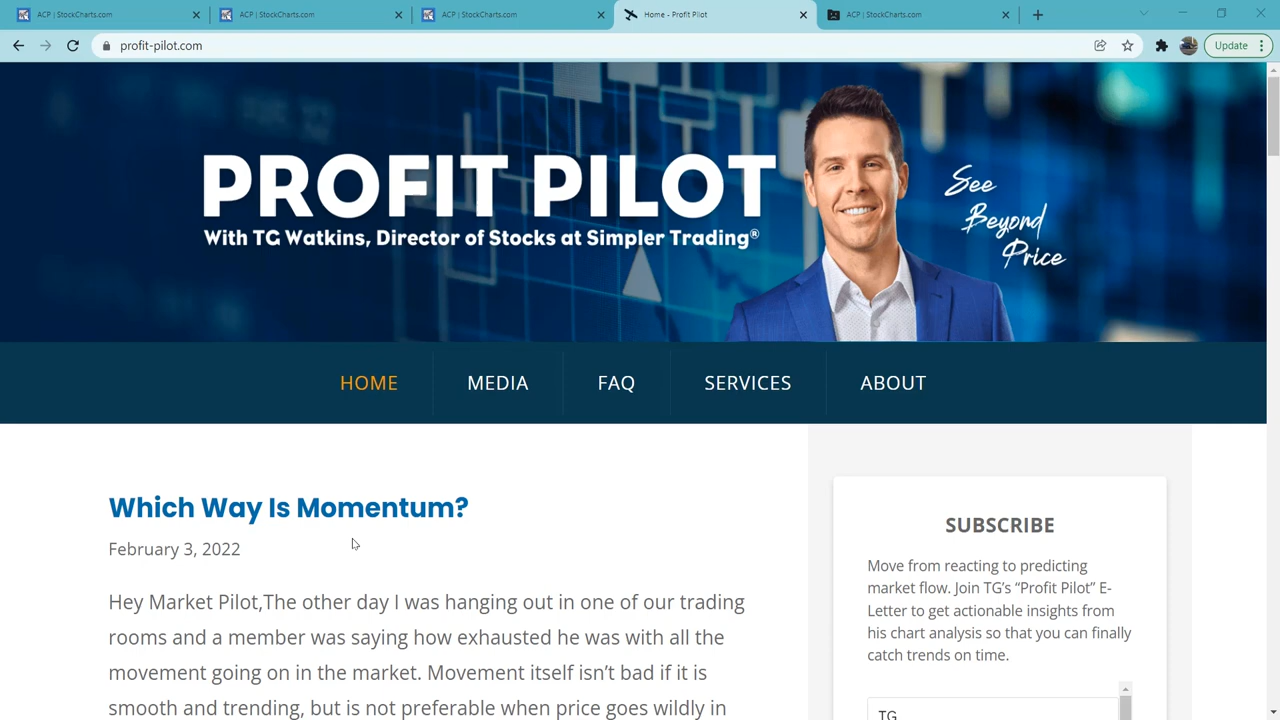 ACP | StockCharts.com
ACP | StockCharts.com
ACP | StockCharts.com
Home - Profit Pilot
ACP | StockCharts.com
profit-pilot.com
Update
PROFIT PILOT
With TG Watkins, Director of Stocks at Simpler Trading®
See
Beyond
Price
HOME
MEDIA
FAQ
SERVICES
ABOUT
Which Way Is Momentum?
February 3, 2022
Hey Market Pilot,The other day I was hanging out in one of our trading
rooms and a member was saying how exhausted he was with all the
movement going on in the market. Movement itself isn’t bad if it is
smooth and trending, but is not preferable when price goes wildly in
SUBSCRIBE
Move from reacting to predicting
market flow. Join TG’s “Profit Pilot” E-
Letter to get actionable insights from
his chart analysis so that you can finally
catch trends on time.
TG